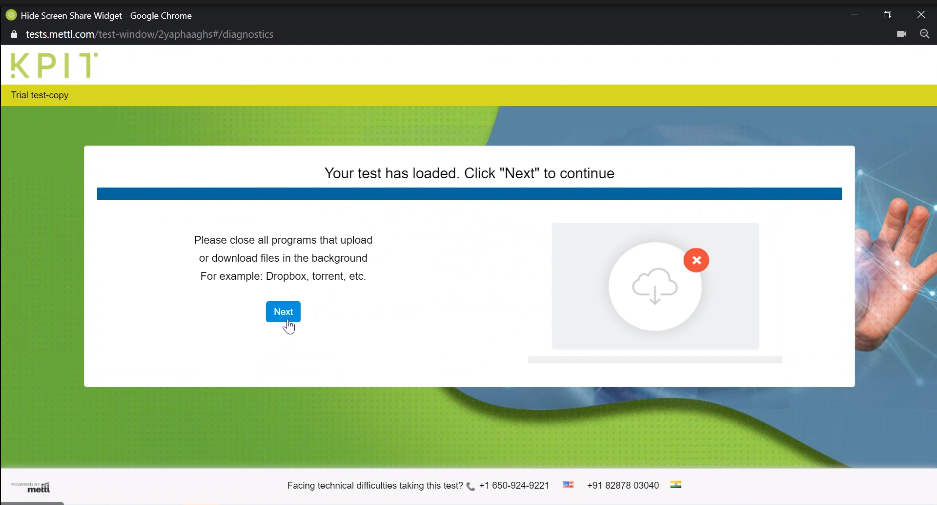 Hide Screen Share Widget - Google Chrome
tests.mettl.com/test-window/2yaphaaghs#/diagnostics
KPIT
Trial test-copy
Your test has loaded. Click "Next" to continue
Please close all programs that upload
or download files in the background
For example: Dropbox, torrent, etc.
Next
POWERED BY
mettl
Facing technical difficulties taking this test? +1 650-924-9221 +91 82878 03040